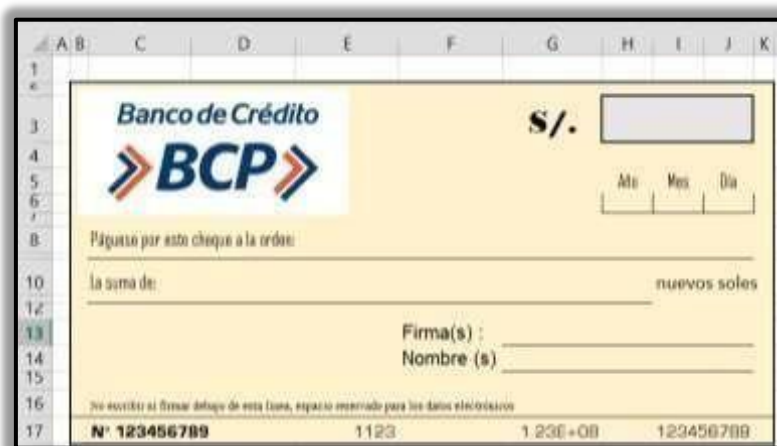 A B C D E F G H I J K
1
3
Banco de Crédito
S/.
4
BCP
5
Año Mes Día
6
7
8 Páguese por este cheque a la orden:
10 la suma de: nuevos soles
12
13 Firma(s) :
14 Nombre (s)
15
16 No escribir ni firmar debajo de esta línea, espacio reservado para los datos electrónicos
17 N° 123456789 1123 1.23E+08 123456789